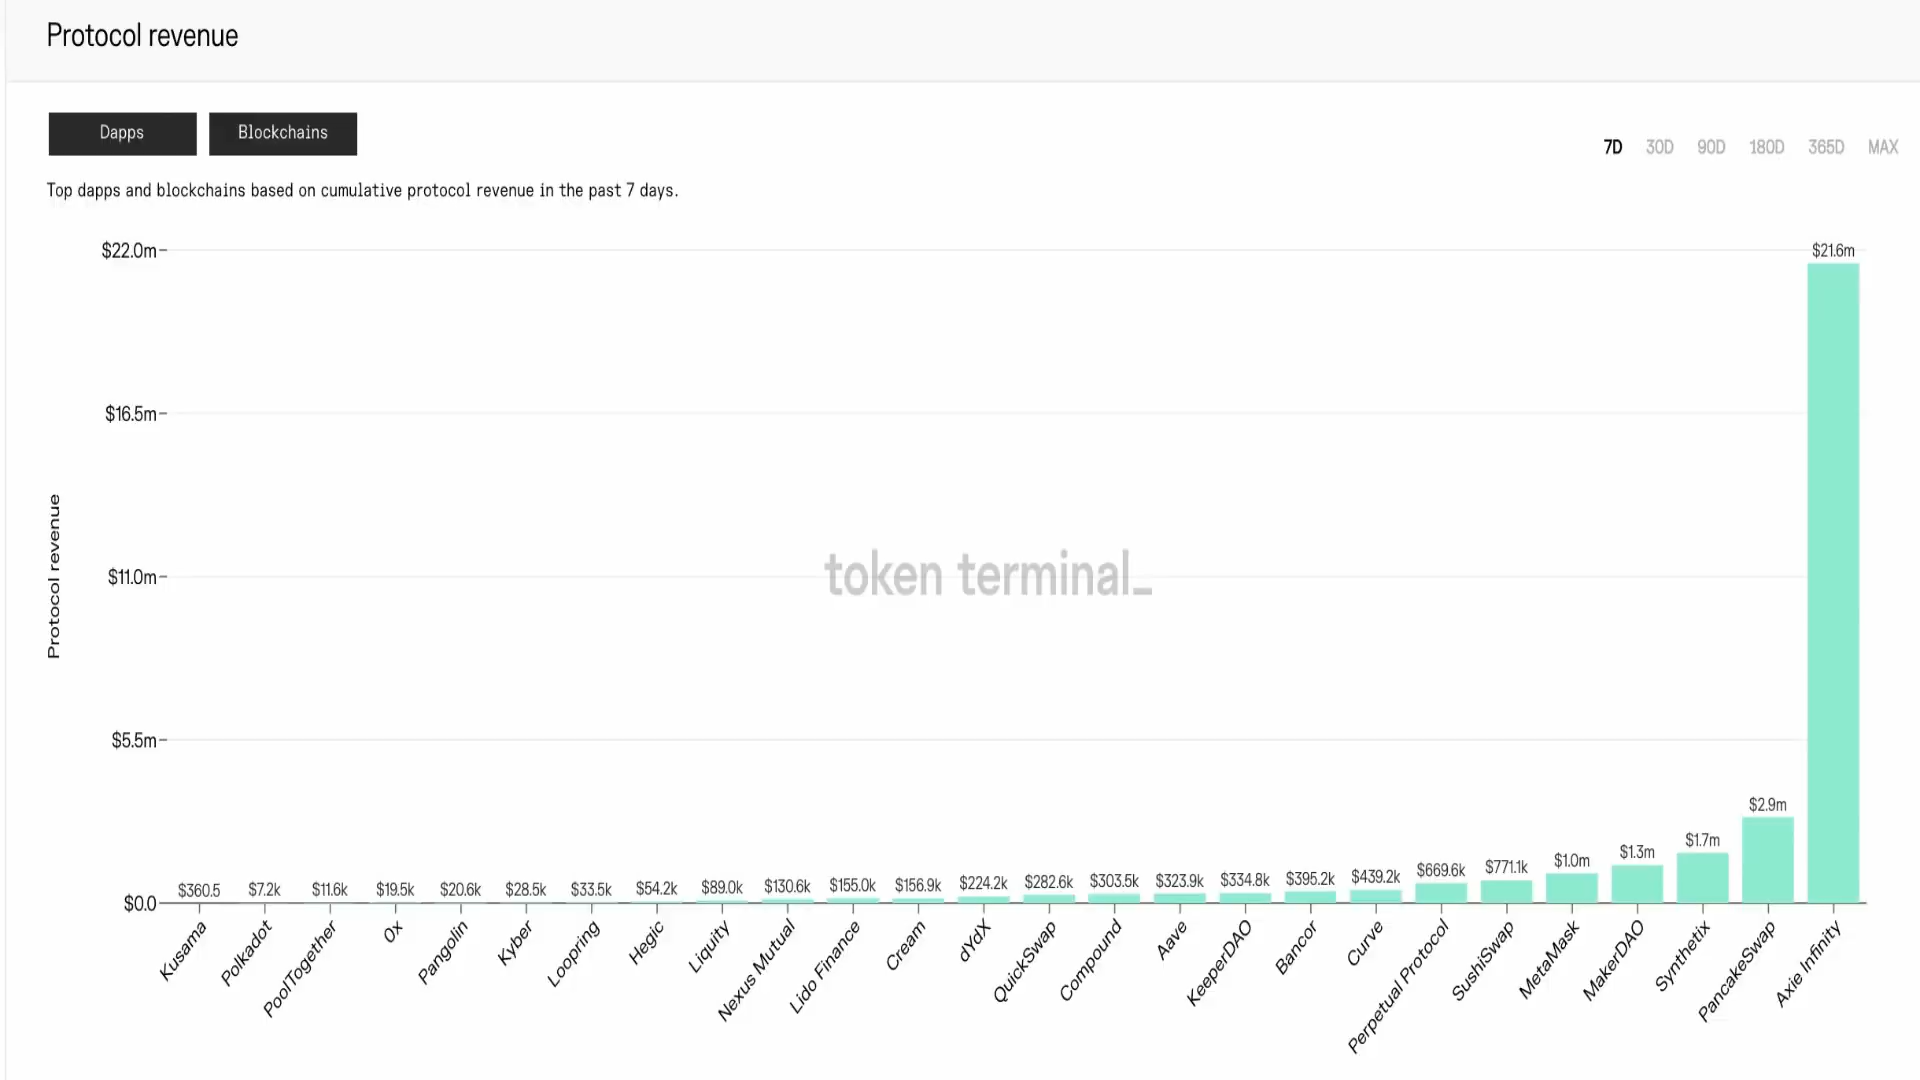 Protocol revenue
Dapps Blockchains
7D 30D 90D 180D 365D MAX
Top dapps and blockchains based on cumulative protocol revenue in the past 7 days.
$22.0m
$16.5m
$11.0m
$5.5m
$0.0
Protocol revenue
token terminal_
$360.5 $7.2k $11.6k $19.5k $20.6k $28.5k $33.5k $54.2k $89.0k $130.6k $155.0k $156.9k $224.2k $282.6k $303.5k $323.9k $334.8k $395.2k $439.2k $669.6k $771.1k $1.0m $1.3m $1.7m $2.9m $21.6m
Kusama Polkadot PoolTogether 0x Pangolin Kyber Loopring Hegic Liquity Nexus Mutual Lido Finance Cream dYdX QuickSwap Compound Aave KeeperDAO Bancor Curve Perpetual Protocol SushiSwap MetaMask MakerDAO Synthetix PancakeSwap Axie Infinity